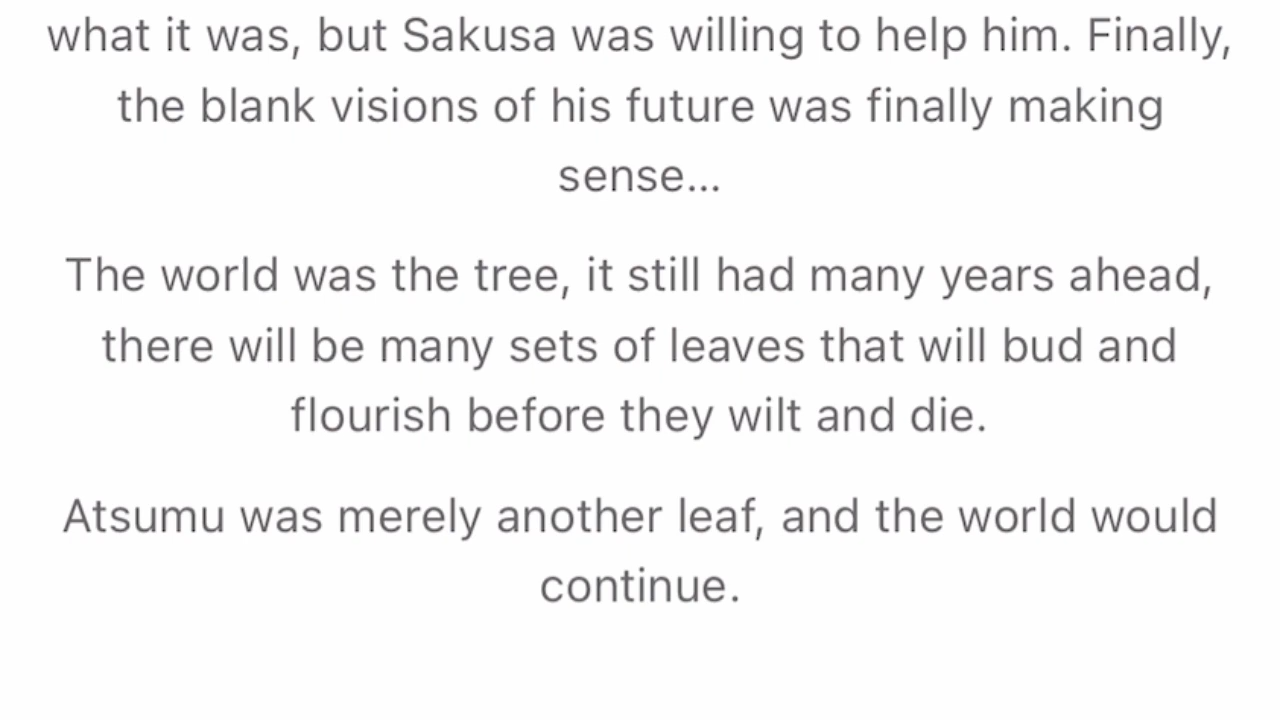 what it was, but Sakusa was willing to help him. Finally,
the blank visions of his future was finally making
sense...
The world was the tree, it still had many years ahead,
there will be many sets of leaves that will bud and
flourish before they wilt and die.
Atsumu was merely another leaf, and the world would
continue.